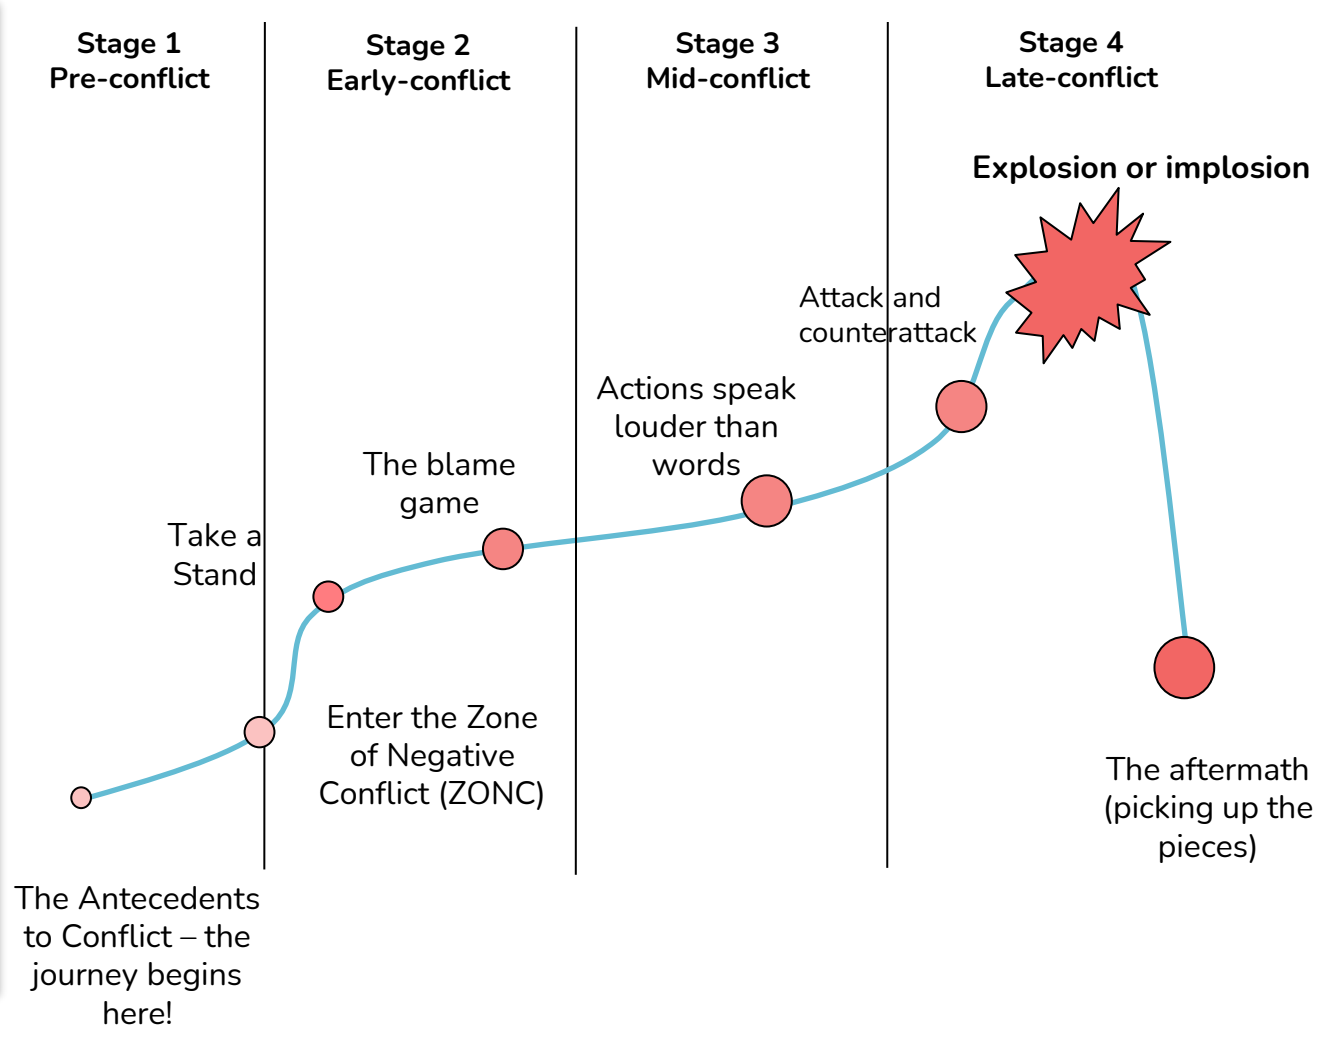 Stage 1
Pre-conflict
Stage 2
Early-conflict
Stage 3
Mid-conflict
Stage 4
Late-conflict
Explosion or implosion
Attack and
counterattack
Actions speak
louder than
words
The blame
game
Take a
Stand
Enter the Zone
of Negative
Conflict (ZONC)
The aftermath
(picking up the
pieces)
The Antecedents
to Conflict – the
journey begins
here!